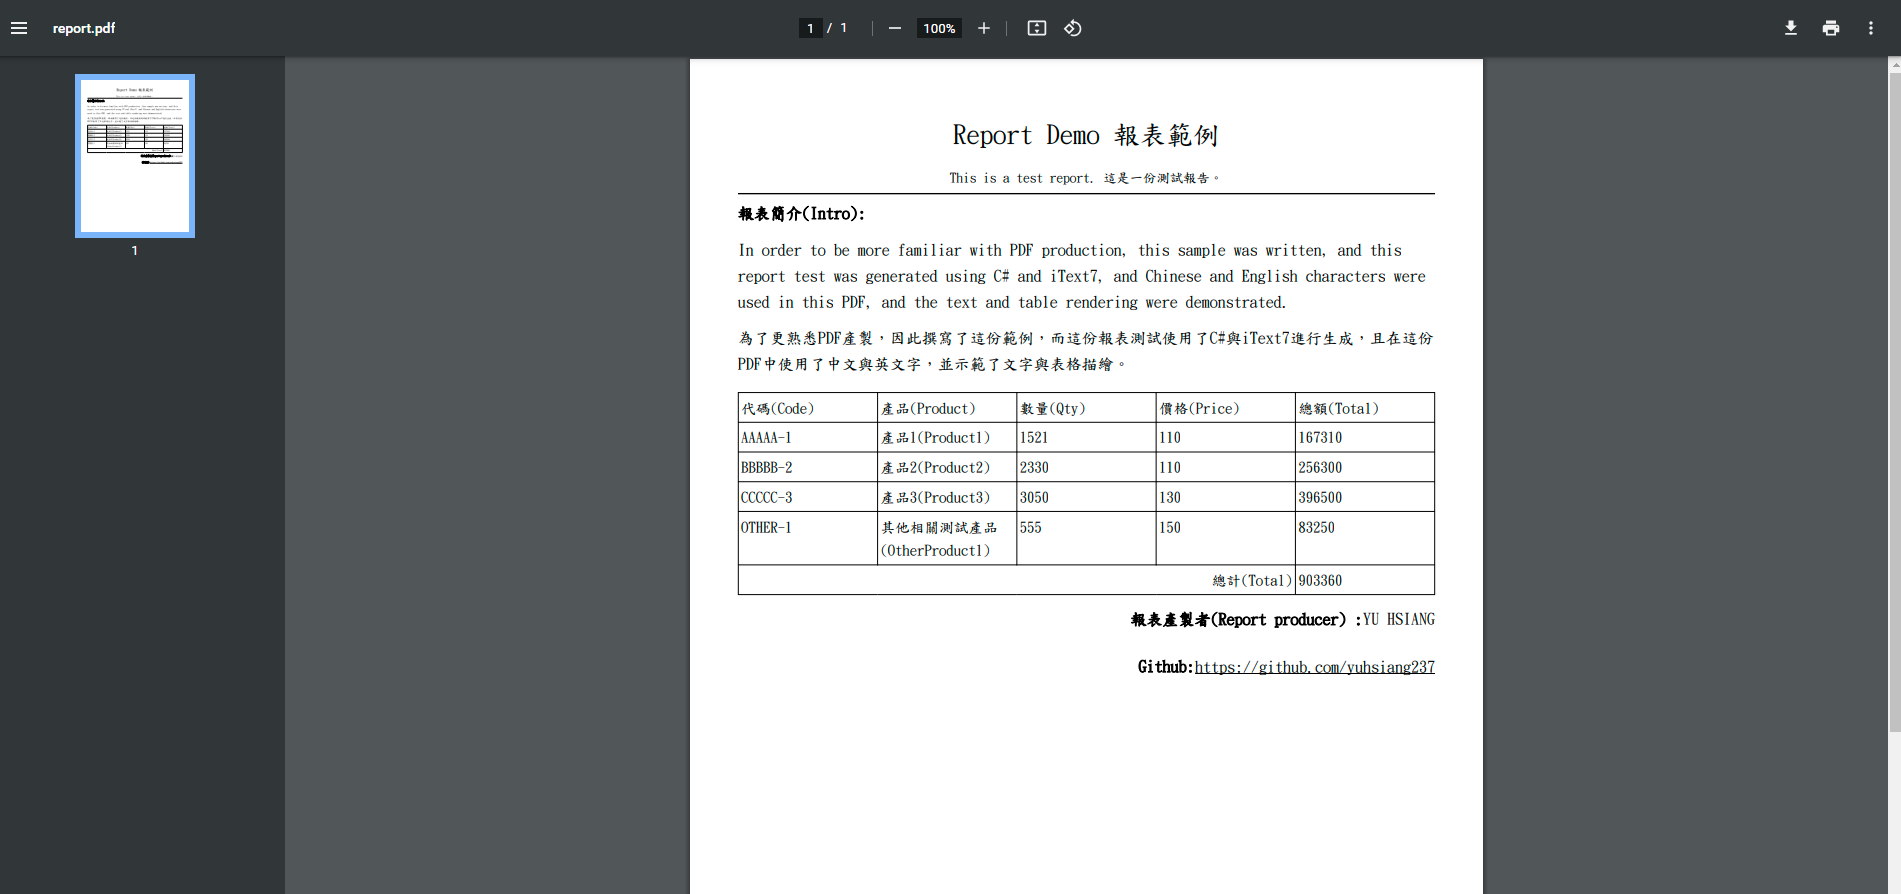 report.pdf
1 / 1
100%
1
Report Demo 報表範例
This is a test report. 這是一份測試報告。
報表簡介(Intro):
In order to be more familiar with PDF production, this sample was written, and this
report test was generated using C# and iText7, and Chinese and English characters were
used in this PDF, and the text and table rendering were demonstrated.
為了更熟悉PDF產製，因此撰寫了這份範例，而這份報表測試使用了C#與iText7進行生成，且在這份
PDF中使用了中文與英文字，並示範了文字與表格描繪。
代碼(Code) 產品(Product) 數量(Qty) 價格(Price) 總額(Total)
AAAAA-1 產品1(Product1) 1521 110 167310
BBBBB-2 產品2(Product2) 2330 110 256300
CCCCC-3 產品3(Product3) 3050 130 396500
OTHER-1 其他相關測試產品 555 150 83250
(OtherProduct1)
總計(Total) 903360
報表產製者(Report producer) :YU HSIANG
Github:https://github.com/yuhsiang237